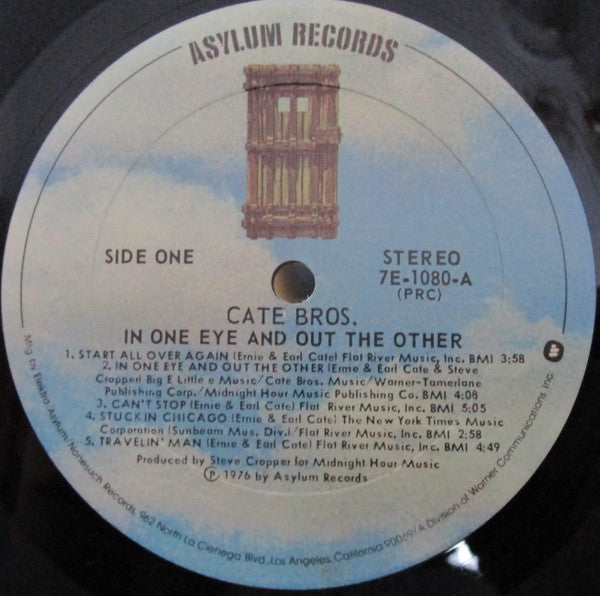 ASYLUM RECORDS
SIDE ONE
STEREO
7E-1080-A
(PRC)
CATE BROS.
IN ONE EYE AND OUT THE OTHER
1. START ALL OVER AGAIN (Ernie & Earl Cate) Flat River Music, Inc. BMI 3:58
2. IN ONE EYE AND OUT THE OTHER (Ernie & Earl Cate & Steve
Cropper) Big E Little e Music/Cate Bros. Music/Warner-Tamerlane
Publishing Corp./Midnight Hour Music Publishing Co. BMI 4:08
3. CAN'T STOP (Ernie & Earl Cate) Flat River Music, Inc. BMI 5:05
4. STUCK IN CHICAGO (Ernie & Earl Cate) The New York Times Music
Corporation (Sunbeam Mus. Div.)/Flat River Music, Inc. BMI 2:58
5. TRAVELIN' MAN (Ernie & Earl Cate) Flat River Music, Inc. BMI 4:49
Produced by Steve Cropper for Midnight Hour Music
Ⓟ 1976 by Asylum Records
Mfg by Elektra/Asylum/Nonesuch Records, 962 North La Cienega Blvd., Los Angeles, California 90069/A Division of Warner Communications Inc.